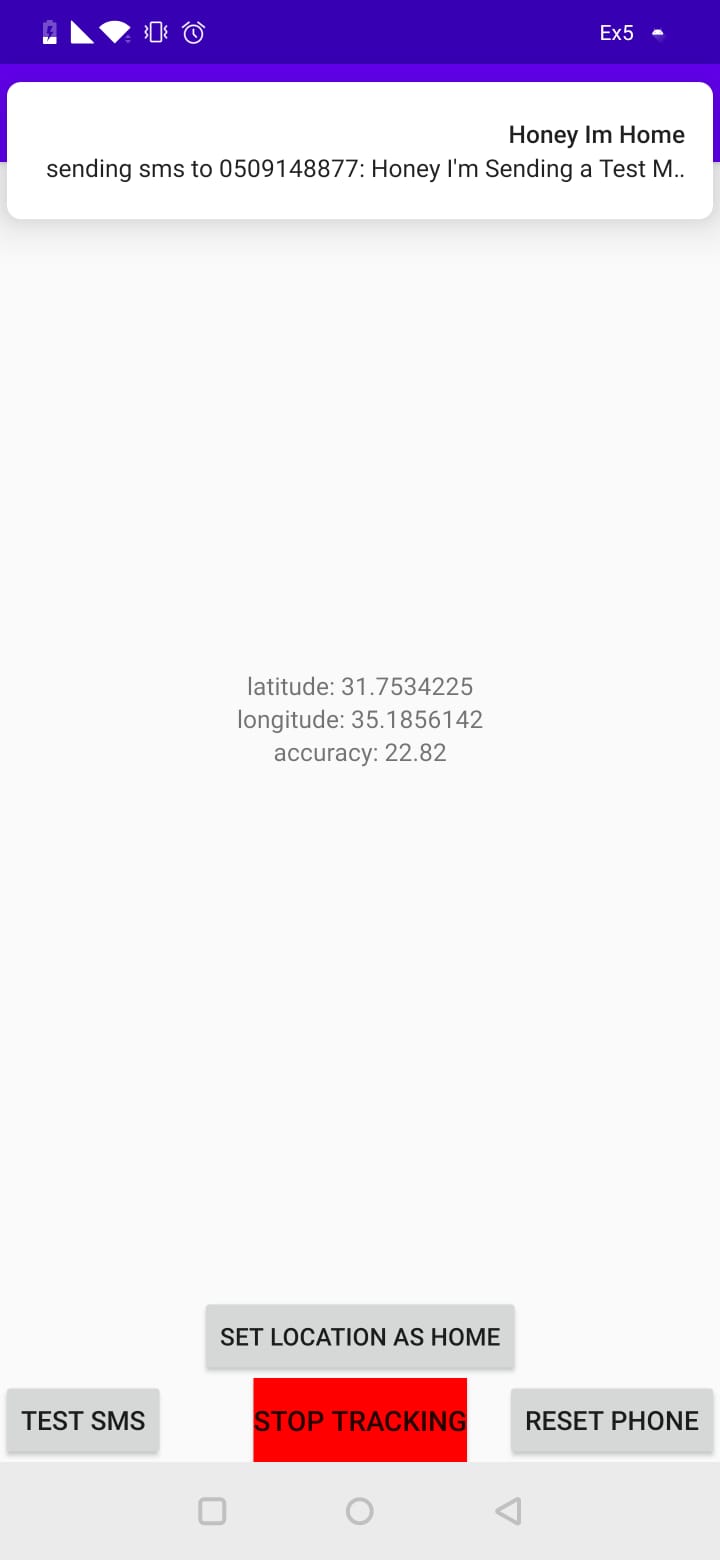 Ex5
Honey Im Home
sending sms to 0509148877: Honey I'm Sending a Test M..
latitude: 31.7534225
longitude: 35.1856142
accuracy: 22.82
SET LOCATION AS HOME
TEST SMS STOP TRACKING RESET PHONE